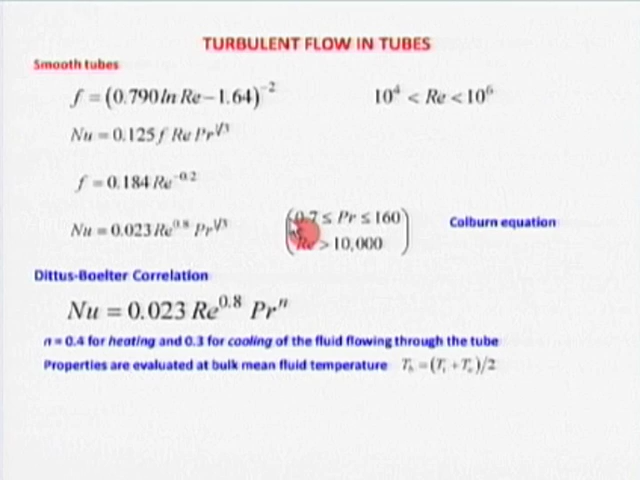 TURBULENT FLOW IN TUBES
Smooth tubes
f = (0.790 ln Re − 1.64)^−2 10^4 < Re < 10^6
Nu = 0.125 f Re Pr^1/3
f = 0.184 Re^−0.2
Nu = 0.023 Re^0.8 Pr^1/3 (0.7 ≤ Pr ≤ 160 Re > 10,000) Colburn equation
Dittus-Boelter Correlation
Nu = 0.023 Re^0.8 Pr^n
n = 0.4 for heating and 0.3 for cooling of the fluid flowing through the tube
Properties are evaluated at bulk mean fluid temperature T_b = (T_i + T_e)/2